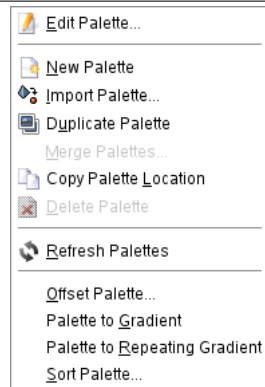 Edit Palette...
New Palette
Import Palette...
Duplicate Palette
Merge Palettes...
Copy Palette Location
Delete Palette
Refresh Palettes
Offset Palette...
Palette to Gradient
Palette to Repeating Gradient
Sort Palette...